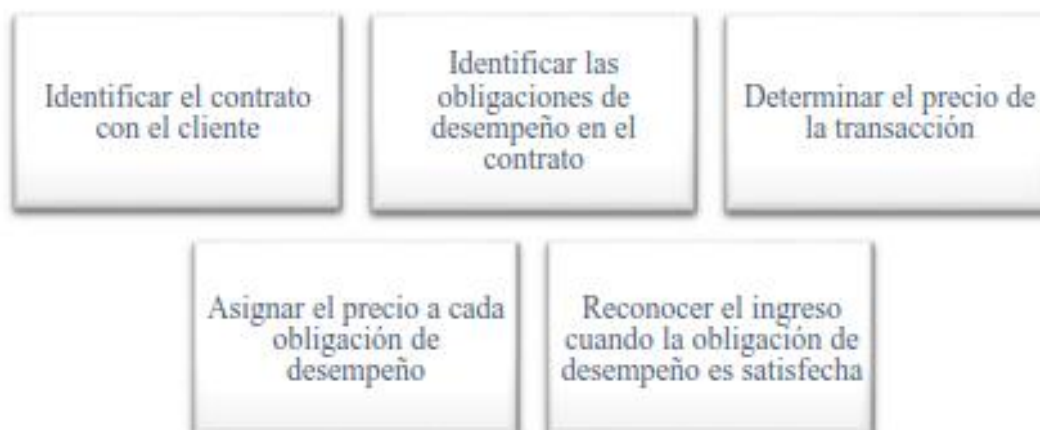 Identificar el contrato
con el cliente
Identificar las
obligaciones de
desempeño en el
contrato
Determinar el precio de
la transacción
Asignar el precio a cada
obligación de
desempeño
Reconocer el ingreso
cuando la obligación de
desempeño es satisfecha